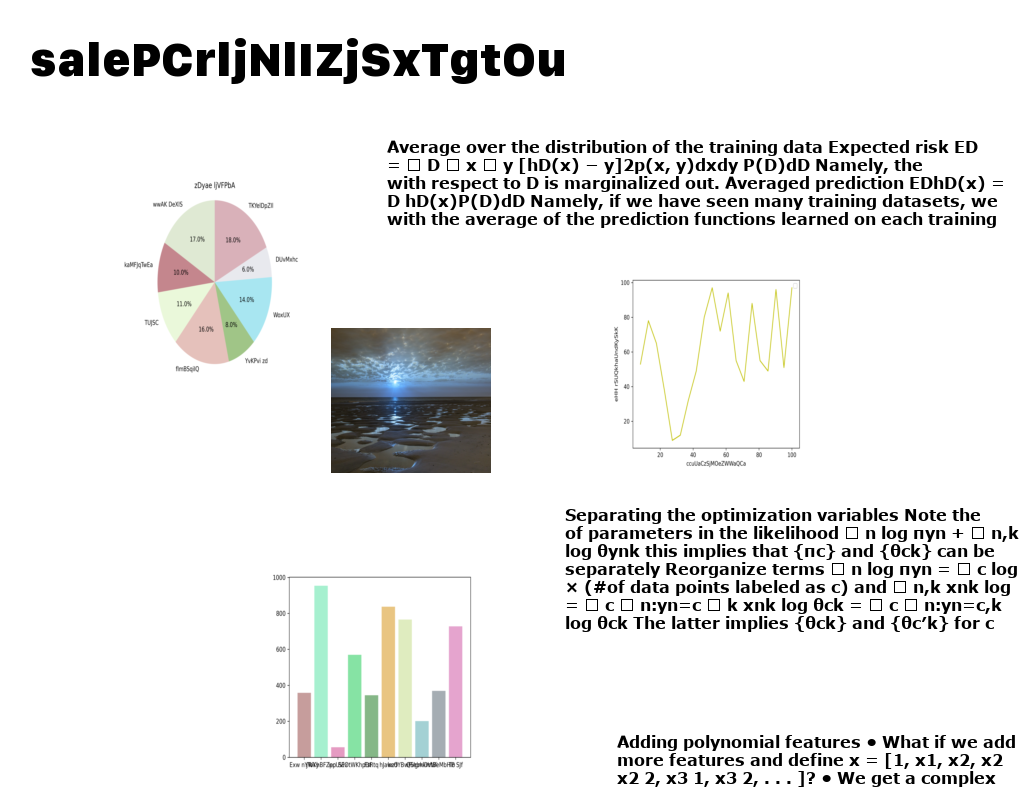 salePCrljNlIZjSxTgtOu
Average over the distribution of the training data Expected risk ED
= □ D □ x □ y [hD(x) − y]2p(x, y)dxdy P(D)dD Namely, the
with respect to D is marginalized out. Averaged prediction EDhD(x) =
D hD(x)P(D)dD Namely, if we have seen many training datasets, we
with the average of the prediction functions learned on each training
zDyae ljVFPbA
wwAK DeXlS
TKYelDpZll
17.0%
18.0%
kaMFJqTwEa
DUvMxhc
10.0%
6.0%
14.0%
11.0%
WoxUX
TUJSC
8.0%
16.0%
YvKPvi zd
fImBSqilQ
100
80
60
40
20
20 40 60 80 100
ccuUaCzSjMOeZWWaQCa
Separating the optimization variables Note the
of parameters in the likelihood □ n log πyn + □ n,k
log θynk this implies that {πc} and {θck} can be
separately Reorganize terms □ n log πyn = □ c log
× (#of data points labeled as c) and □ n,k xnk log
= □ c □ n:yn=c □ k xnk log θck = □ c □ n:yn=c,k
log θck The latter implies {θck} and {θc′k} for c
1000
800
600
400
200
0
Adding polynomial features • What if we add
more features and define x = [1, x1, x2, x2
x2 2, x3 1, x3 2, . . . ]? • We get a complex